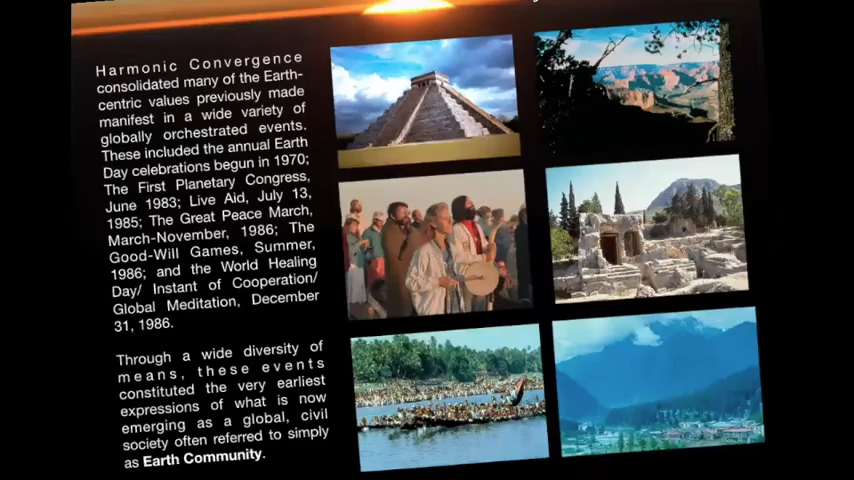 Harmonic Convergence
consolidated many of the Earth-
centric values previously made
manifest in a wide variety of
globally orchestrated events.
These included the annual Earth
Day celebrations begun in 1970;
The First Planetary Congress,
June 1983; Live Aid, July 13,
1985; The Great Peace March,
March-November, 1986; The
Good-Will Games, Summer,
1986; and the World Healing
Day/ Instant of Cooperation/
Global Meditation, December
31, 1986.
Through a wide diversity of
means, these events
constituted the very earliest
expressions of what is now
emerging as a global, civil
society often referred to simply
as Earth Community.